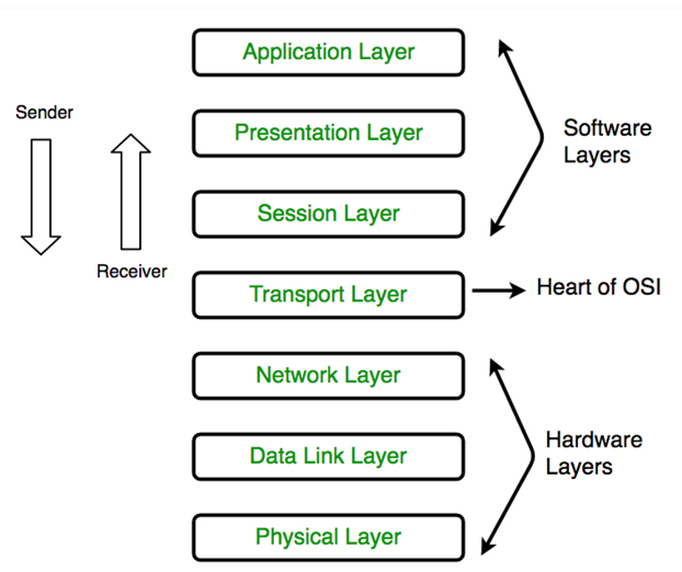 Application Layer
Sender
Presentation Layer
Software
Layers
Session Layer
Receiver
Transport Layer
Heart of OSI
Network Layer
Hardware
Layers
Data Link Layer
Physical Layer